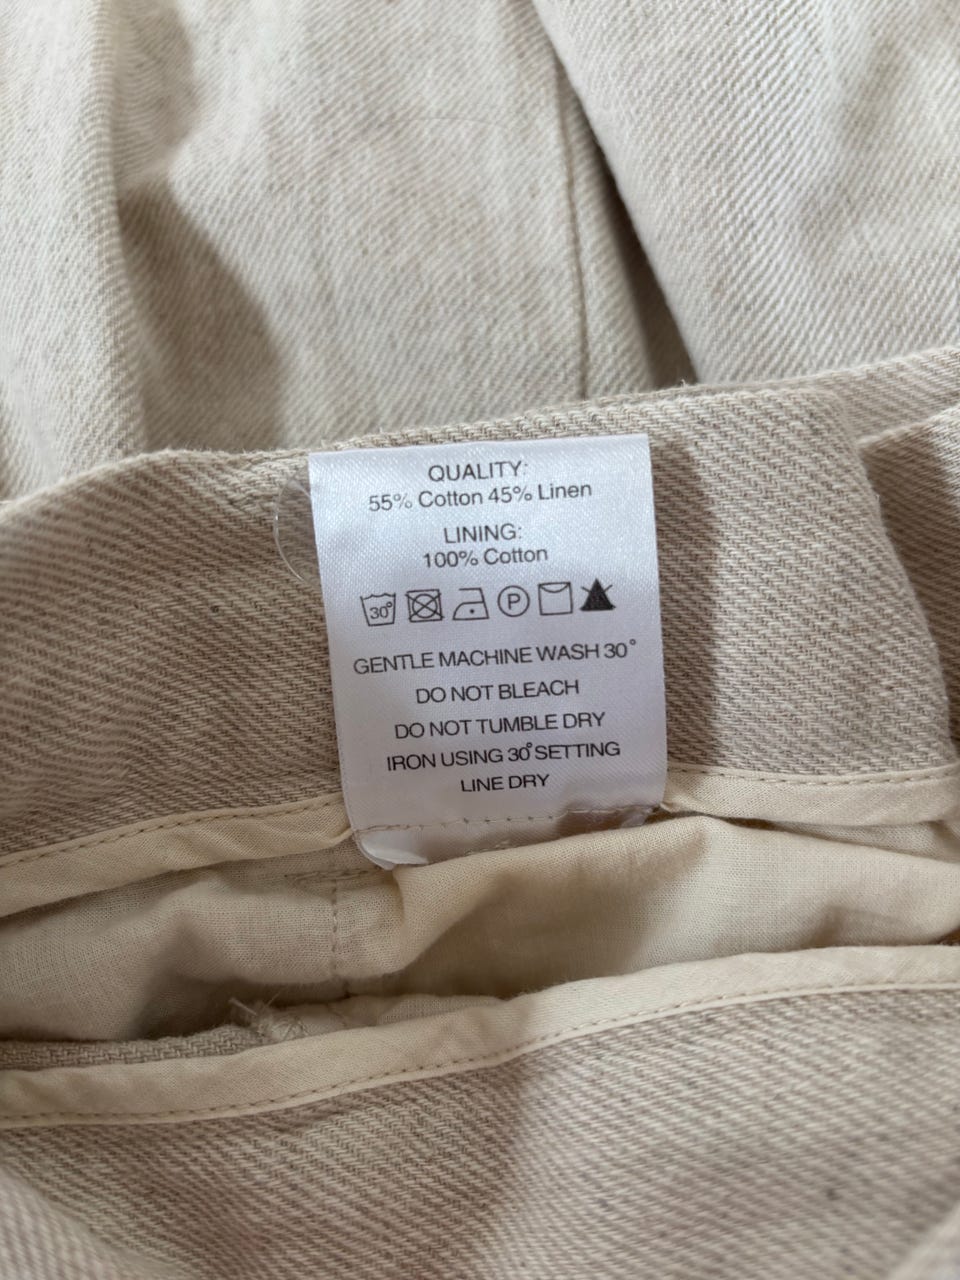 QUALITY:
55% Cotton 45% Linen
LINING:
100% Cotton
30° P
GENTLE MACHINE WASH 30°
DO NOT BLEACH
DO NOT TUMBLE DRY
IRON USING 30° SETTING
LINE DRY